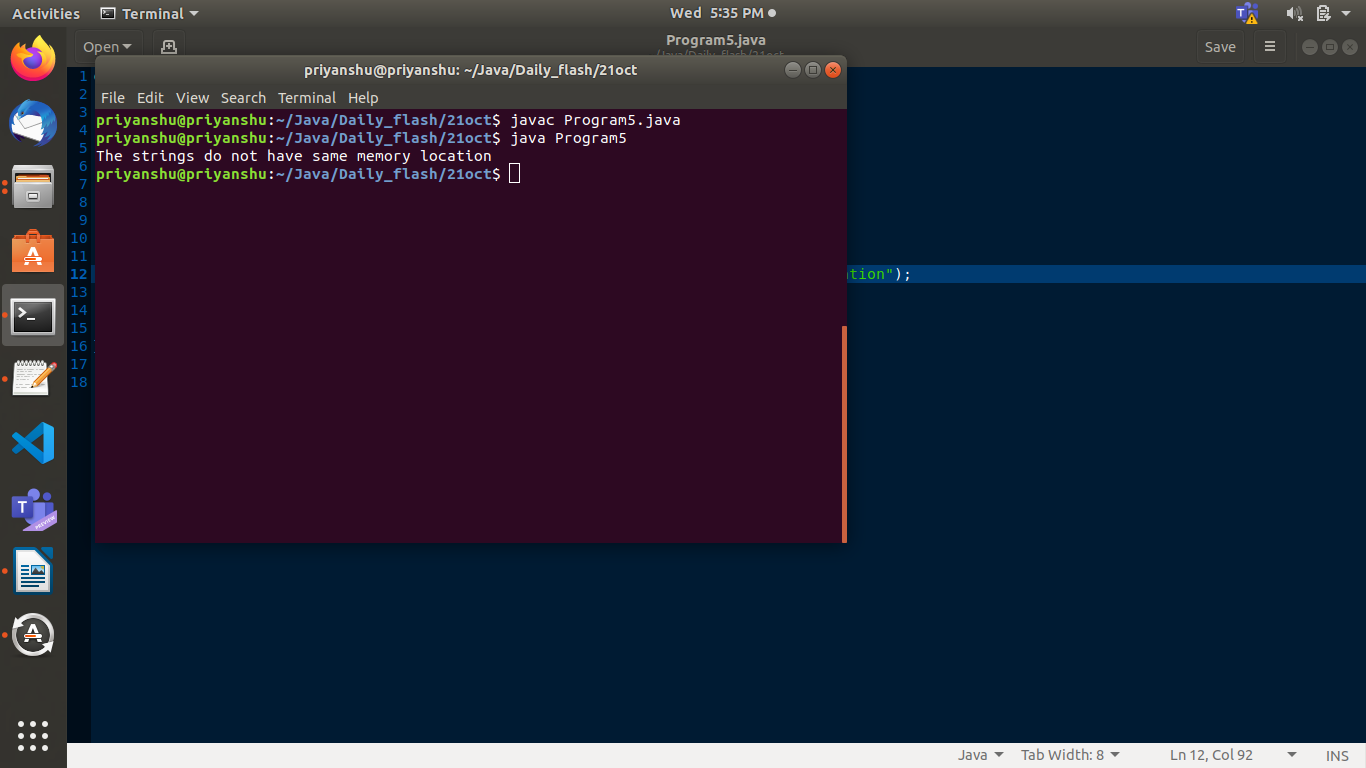 Activities Terminal Wed 5:35 PM
Open Program5.java Save
~/Java/Daily_flash/21oct
priyanshu@priyanshu: ~/Java/Daily_flash/21oct
File Edit View Search Terminal Help
priyanshu@priyanshu:~/Java/Daily_flash/21oct$ javac Program5.java
priyanshu@priyanshu:~/Java/Daily_flash/21oct$ java Program5
The strings do not have same memory location
priyanshu@priyanshu:~/Java/Daily_flash/21oct$
1
2
3
4
5
6
7
8
9
10
11
12 ation");
13
14
15
16
17
18
T
PREVIEW
Java Tab Width: 8 Ln 12, Col 92 INS